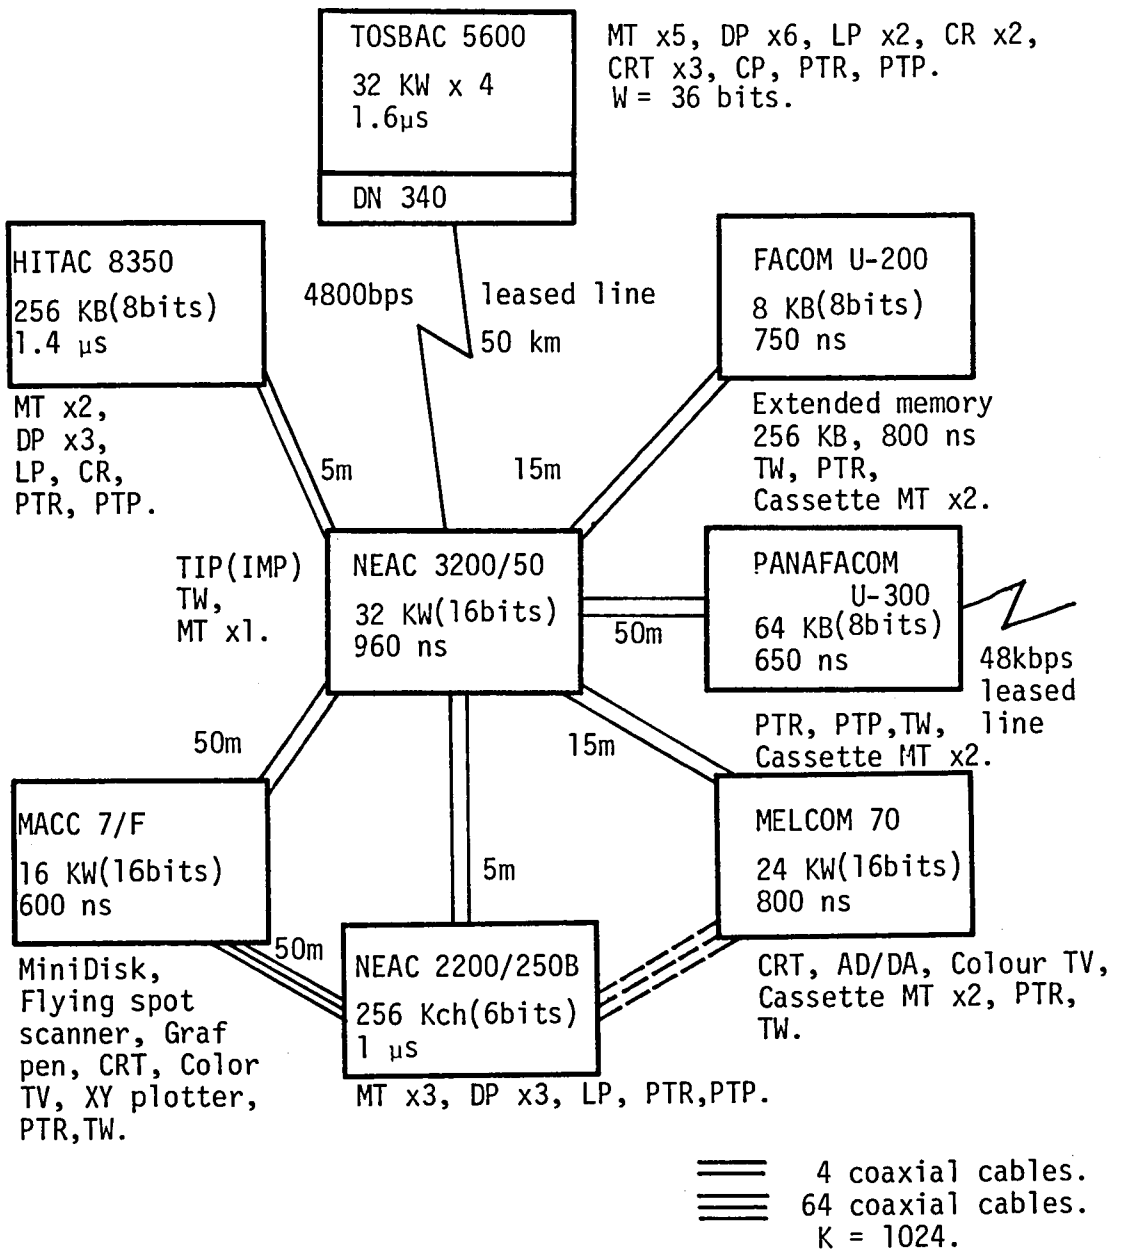 TOSBAC 5600
32 KW x 4
1.6μs
DN 340
MT x5, DP x6, LP x2, CR x2,
CRT x3, CP, PTR, PTP.
W = 36 bits.
HITAC 8350
256 KB(8bits)
1.4 μs
MT x2,
DP x3,
LP, CR,
PTR, PTP.
4800bps
leased line
50 km
FACOM U-200
8 KB(8bits)
750 ns
Extended memory
256 KB, 800 ns
TW, PTR,
Cassette MT x2.
5m
15m
TIP(IMP)
TW,
MT x1.
NEAC 3200/50
32 KW(16bits)
960 ns
50m
PANAFACOM
U-300
64 KB(8bits)
650 ns
48kbps
leased
line
PTR, PTP,TW,
Cassette MT x2.
50m
15m
MACC 7/F
16 KW(16bits)
600 ns
MiniDisk,
Flying spot
scanner, Graf
pen, CRT, Color
TV, XY plotter,
PTR,TW.
5m
50m
NEAC 2200/250B
256 Kch(6bits)
1 μs
MT x3, DP x3, LP, PTR,PTP.
MELCOM 70
24 KW(16bits)
800 ns
CRT, AD/DA, Colour TV,
Cassette MT x2, PTR,
TW.
4 coaxial cables.
64 coaxial cables.
K = 1024.